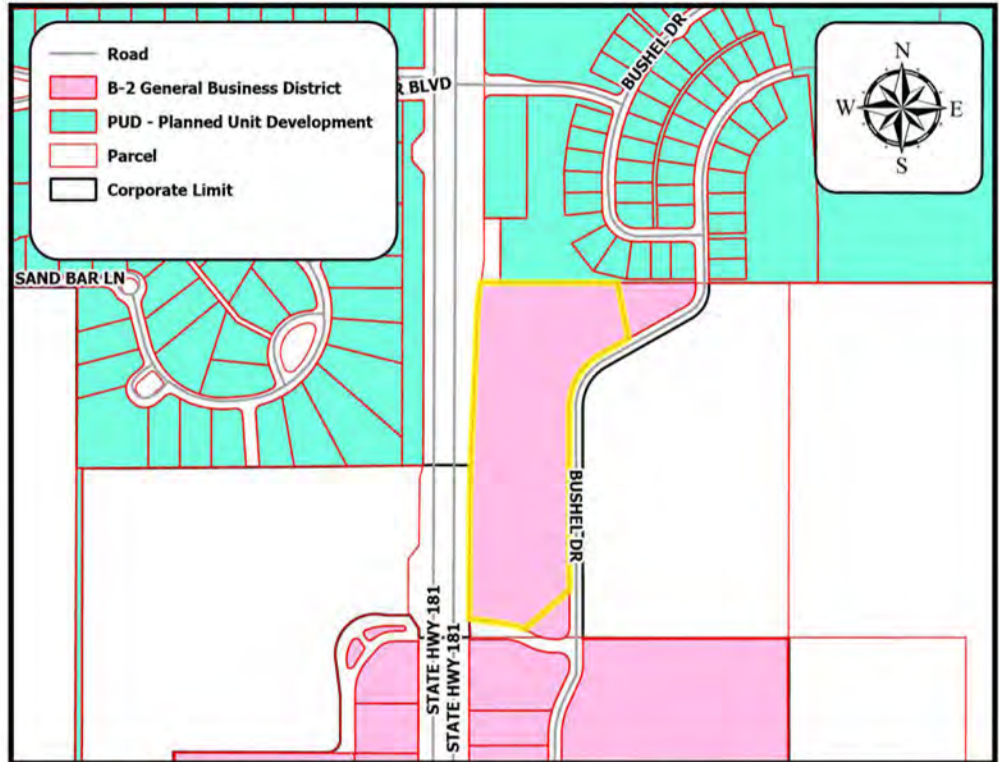 Road
B-2 General Business District
PUD - Planned Unit Development
Parcel
Corporate Limit
R BLVD
BUSHEL DR
N
W E
S
SAND BAR LN
BUSHEL DR
STATE HWY 181
STATE HWY 181